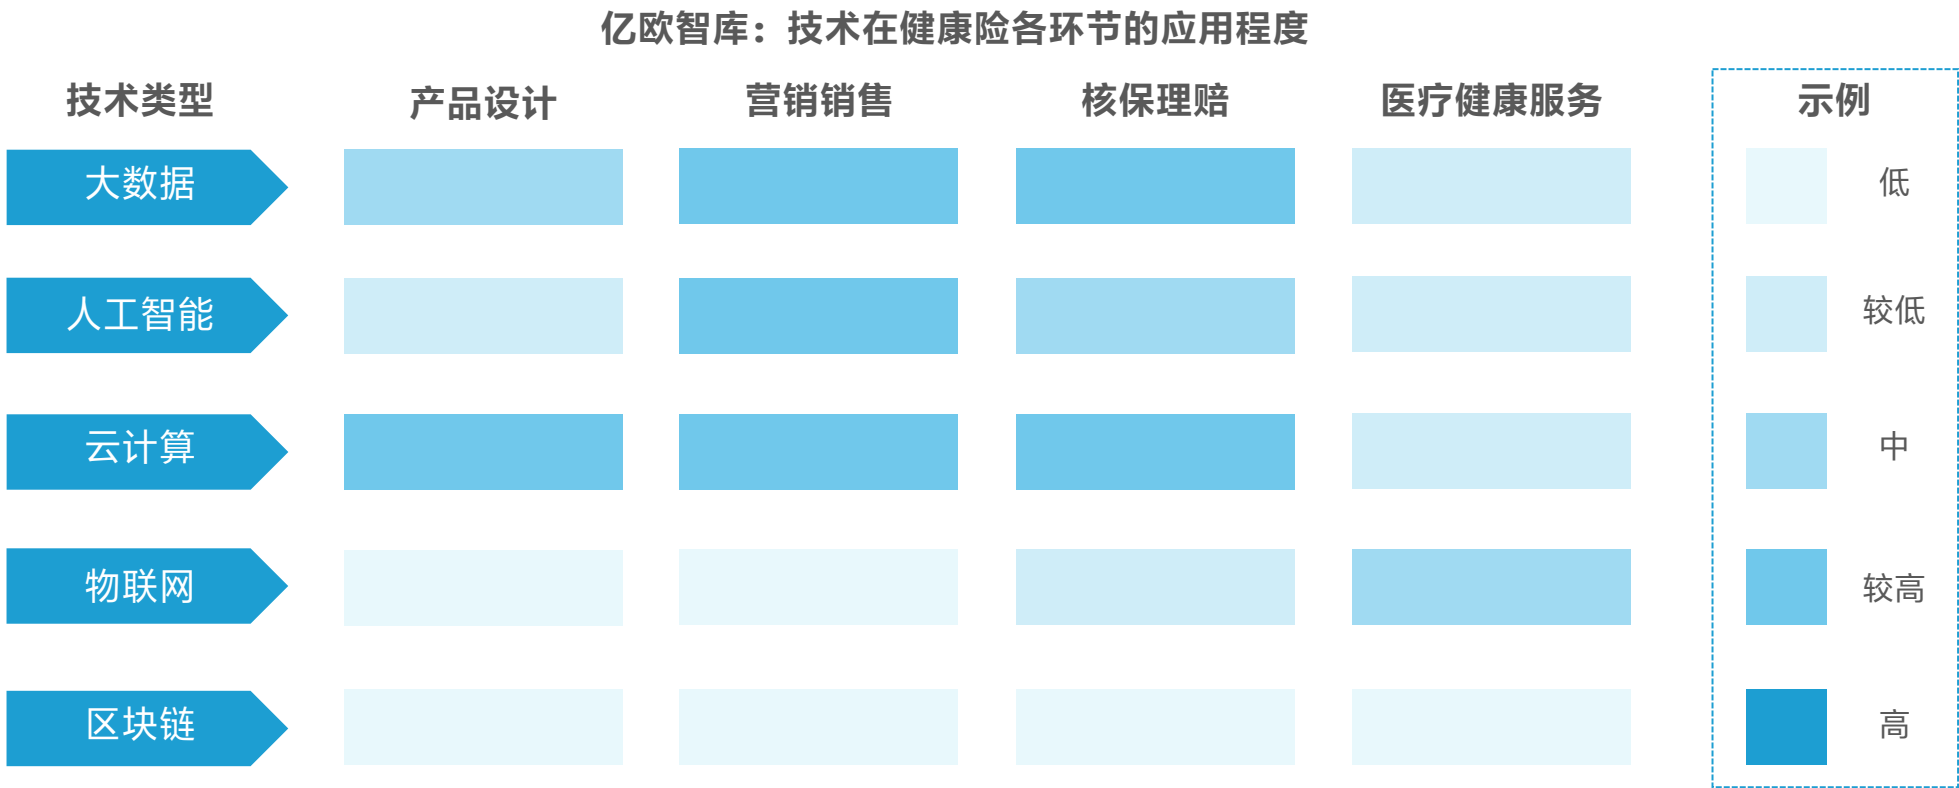 亿欧智库：技术在健康险各环节的应用程度
技术类型 产品设计 营销销售 核保理赔 医疗健康服务 示例
大数据 低
人工智能 较低
云计算 中
物联网 较高
区块链 高